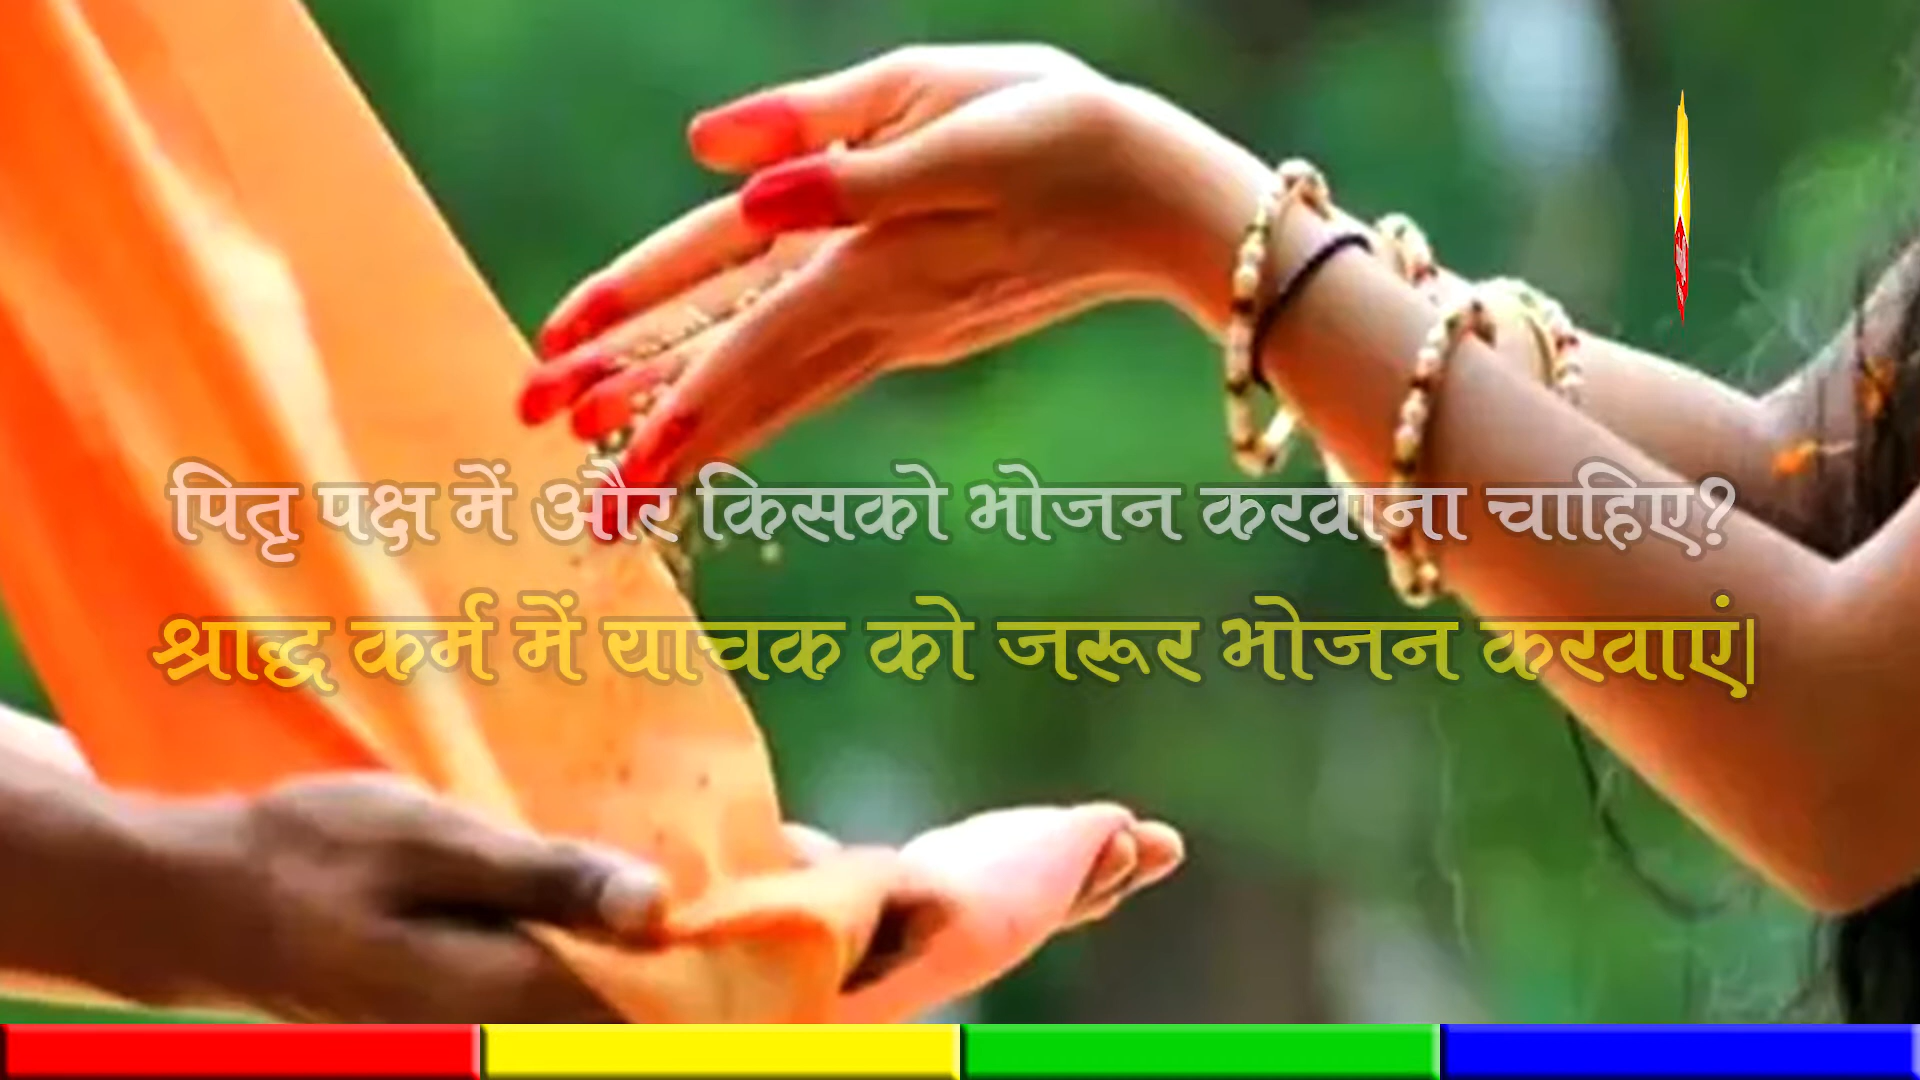 पितृ पक्ष में और किसको भोजन करवाना चाहिए?
श्राद्ध कर्म में याचक को जरूर भोजन करवाएं|